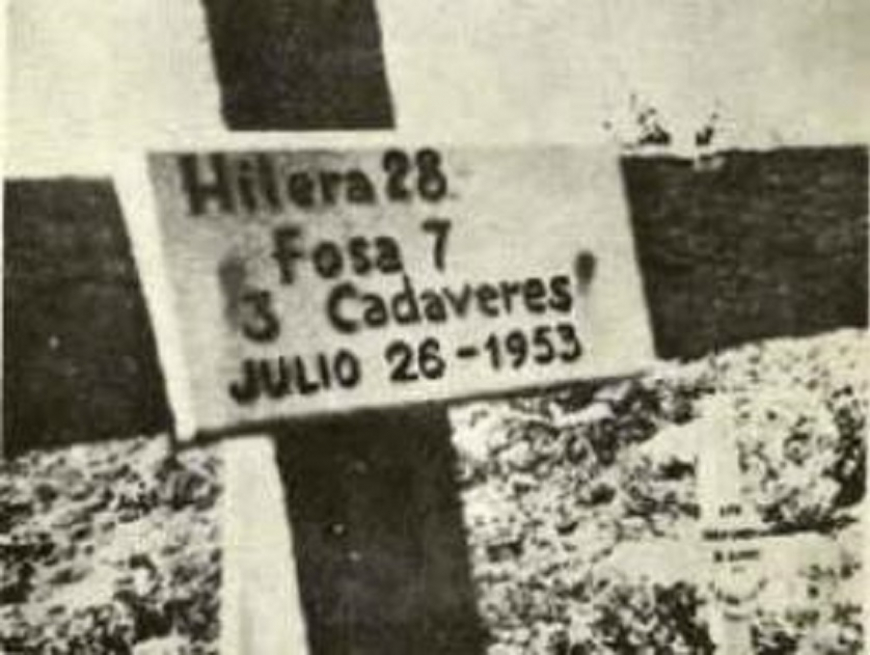 Hilera 28
Fosa 7
3 Cadaveres
JULIO 26-1953